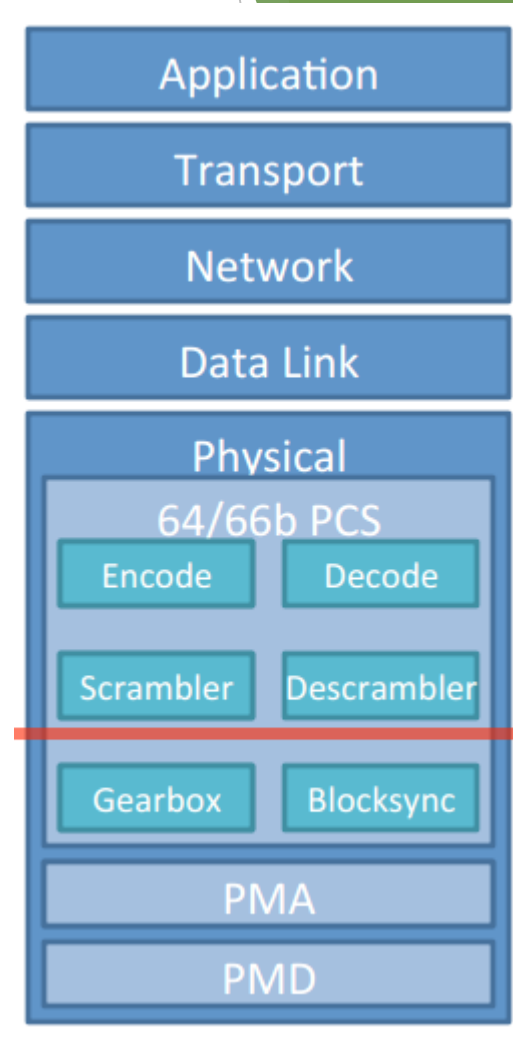 Application
Transport
Network
Data Link
Physical
64/66b PCS
Encode Decode
Scrambler Descrambler
Gearbox Blocksync
PMA
PMD